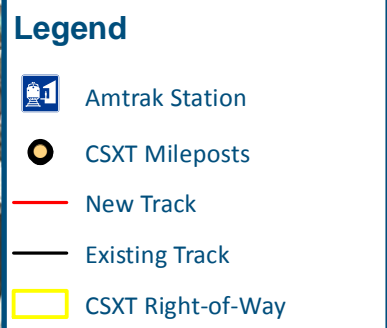 Legend
Amtrak Station
CSXT Mileposts
New Track
Existing Track
CSXT Right-of-Way